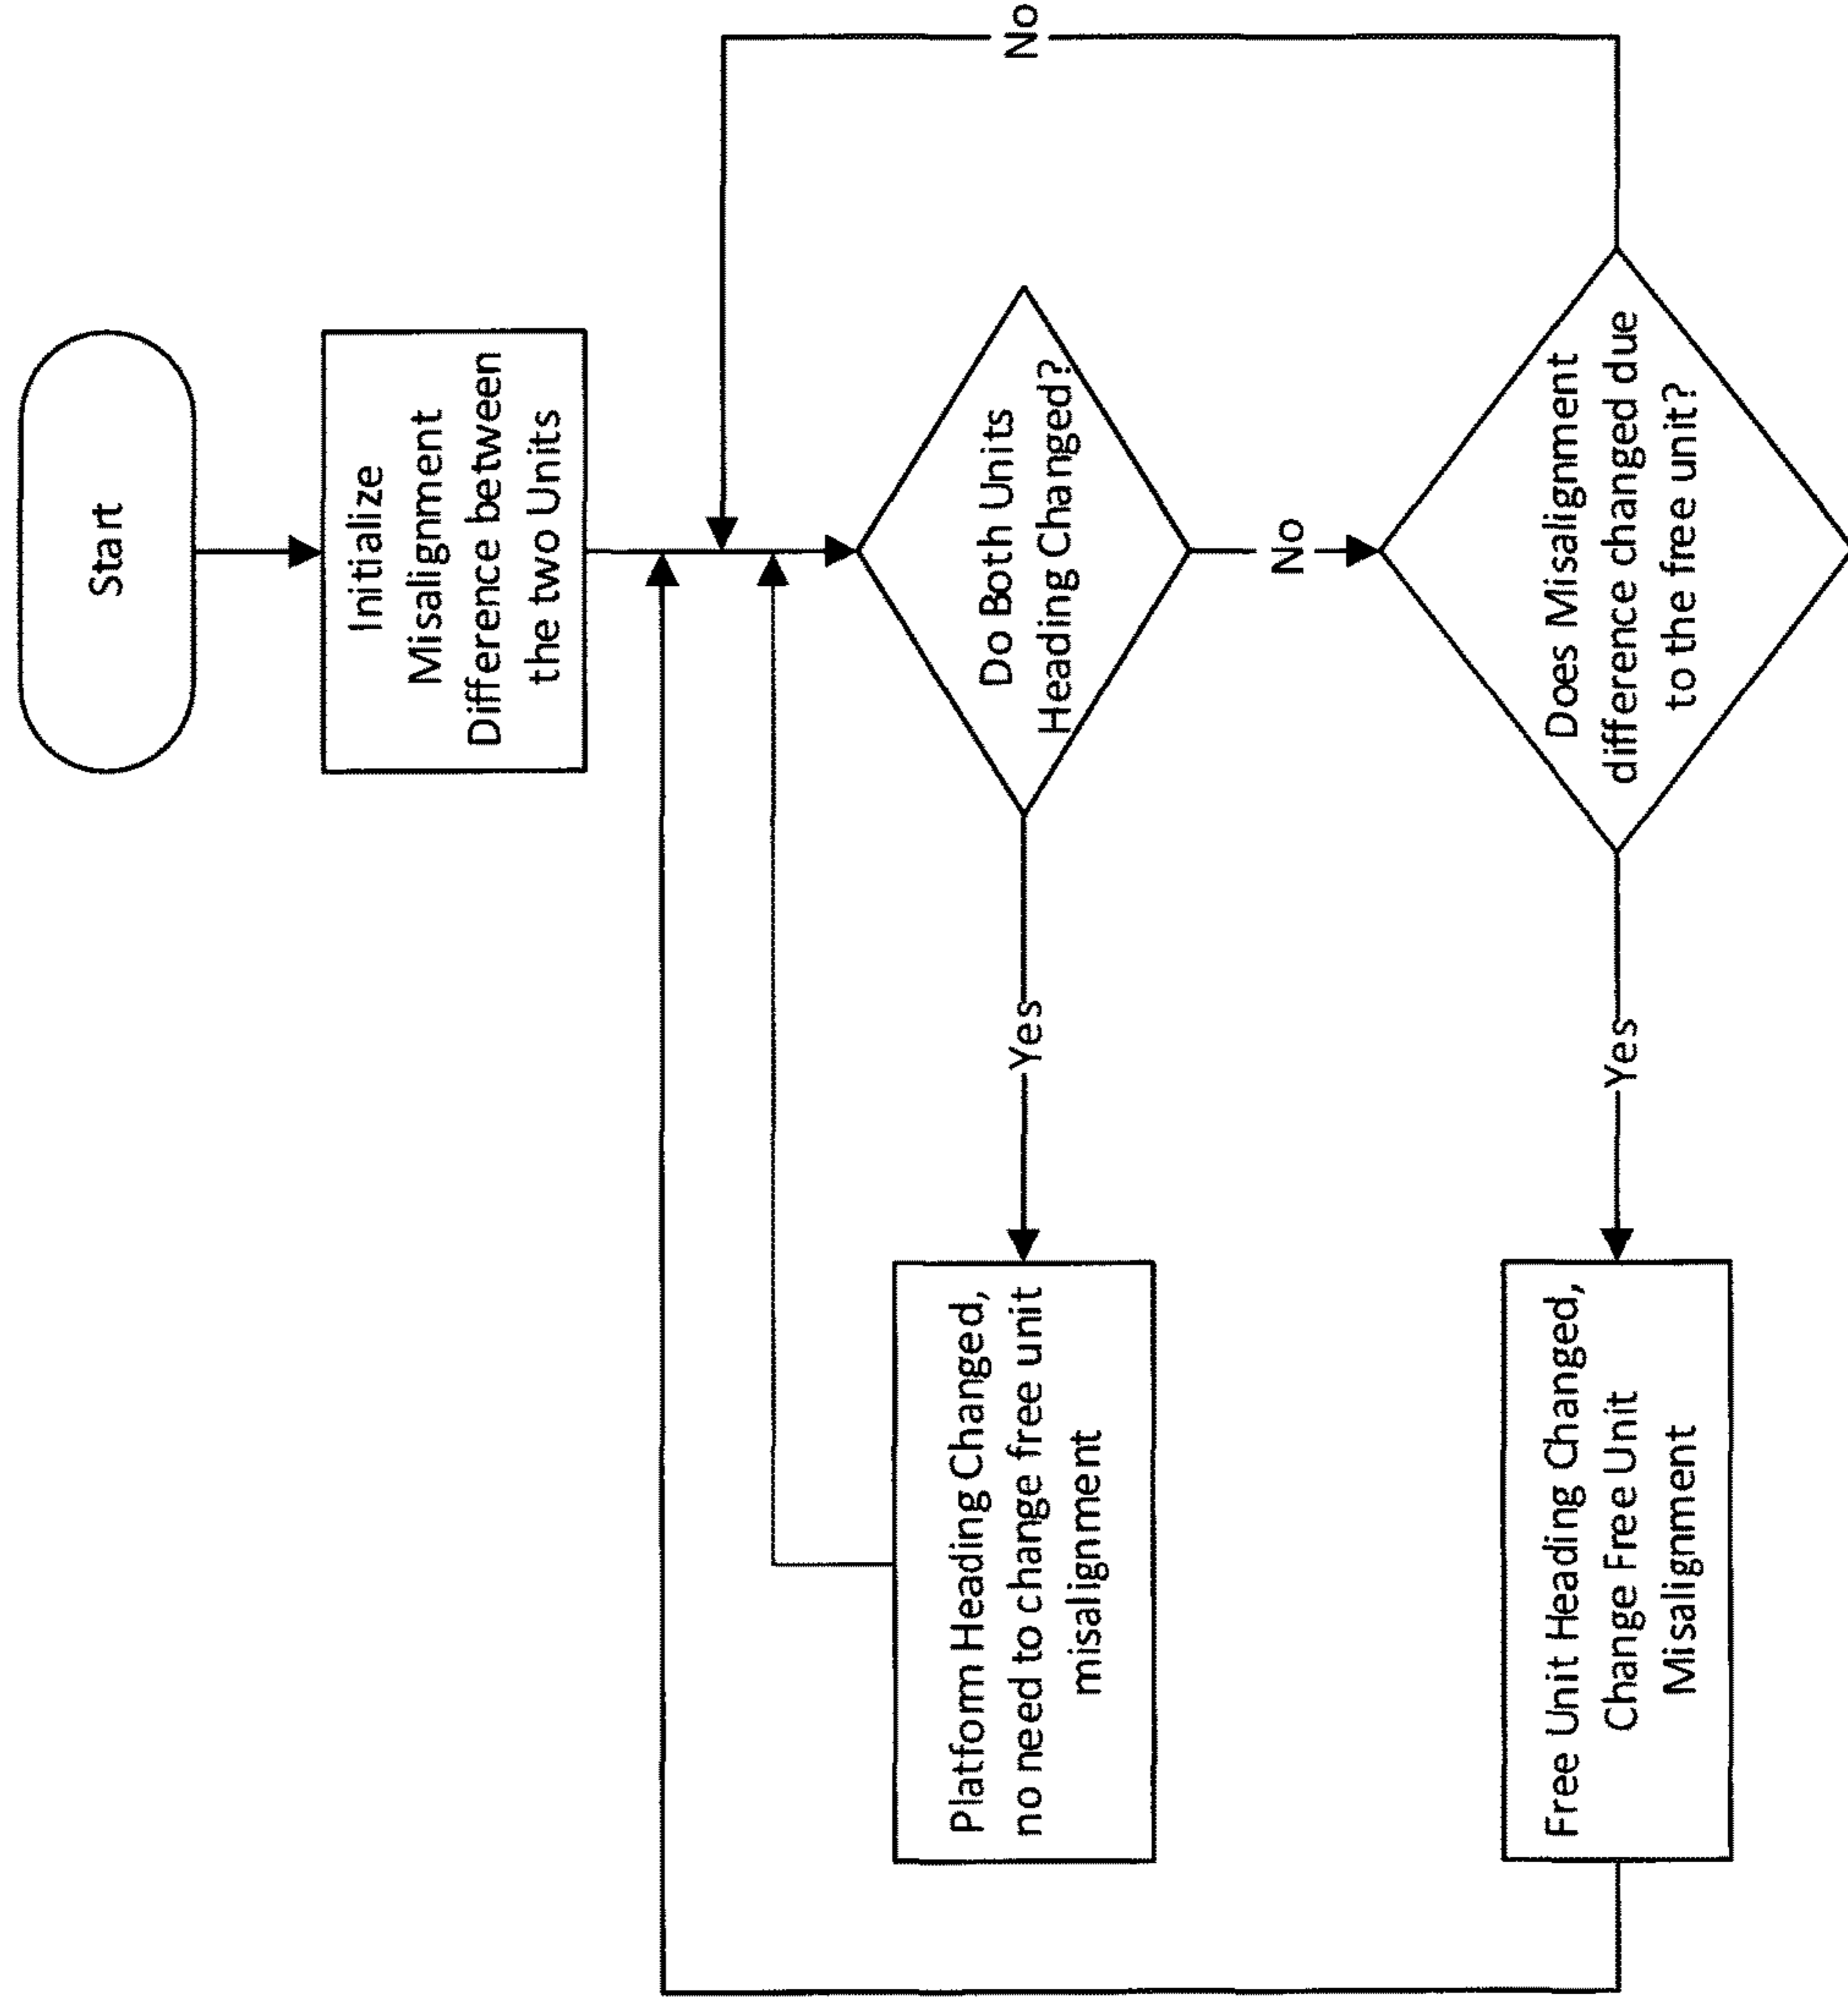 Start
Initialize
Misalignment
Difference between
the two Units
Do Both Units
Heading Changed?
Yes
No
Platform Heading Changed,
no need to change free unit
misalignment
Does Misalignment
difference changed due
to the free unit?
Yes
No
Free Unit Heading Changed,
Change Free Unit
Misalignment